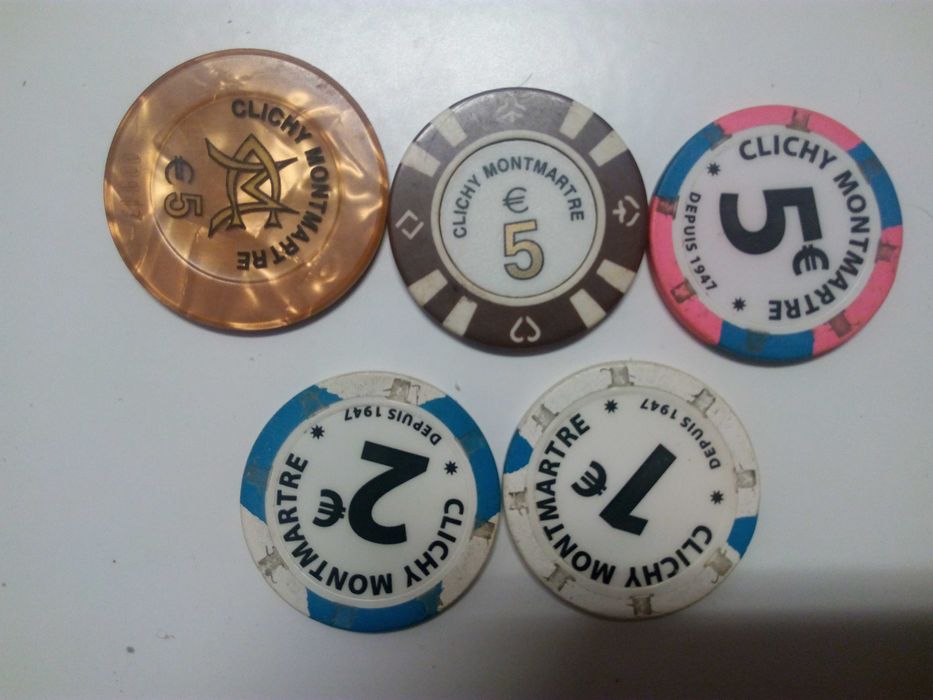 CLICHY MONTMARTRE
€5
CLICHY MONTMARTRE
€
5
CLICHY MONTMARTRE
5€
DEPUIS 1947
CLICHY MONTMARTRE
2€
DEPUIS 1947
CLICHY MONTMARTRE
1€
DEPUIS 1947